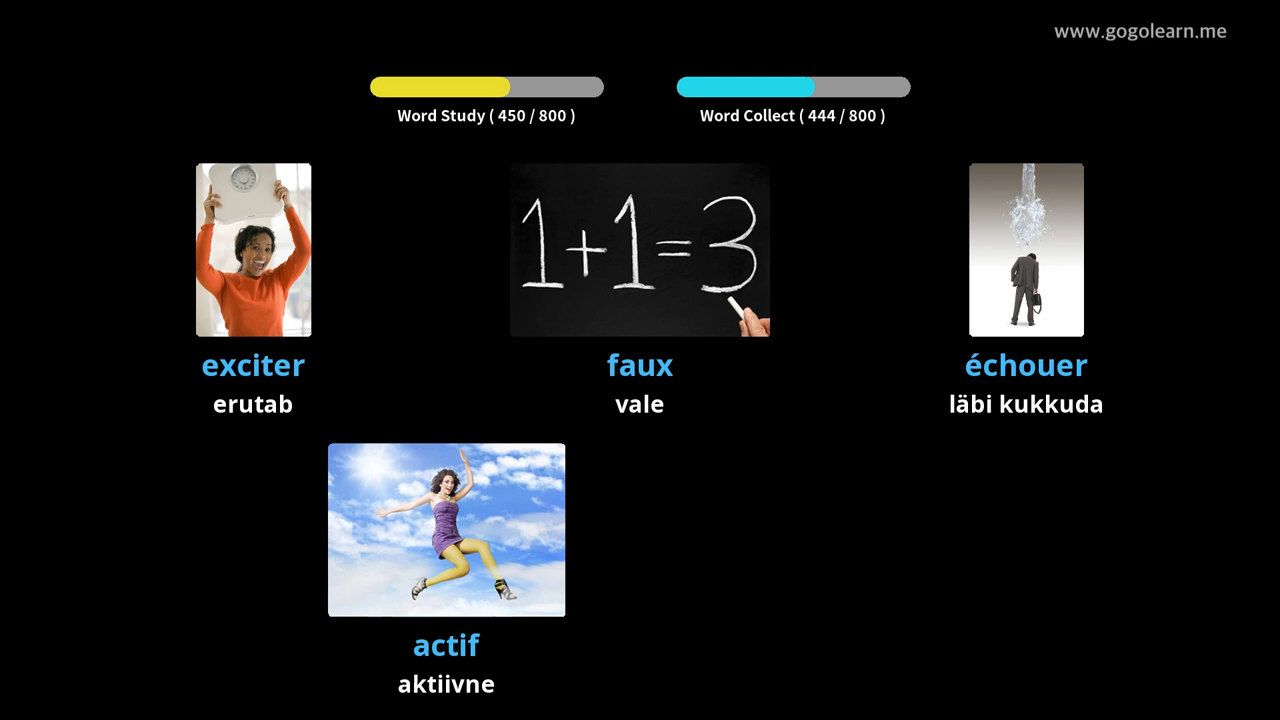 www.gogolearn.me
Word Study ( 450 / 800 )
Word Collect ( 444 / 800 )
1+1=3
exciter
erutab
faux
vale
échouer
läbi kukkuda
actif
aktiivne